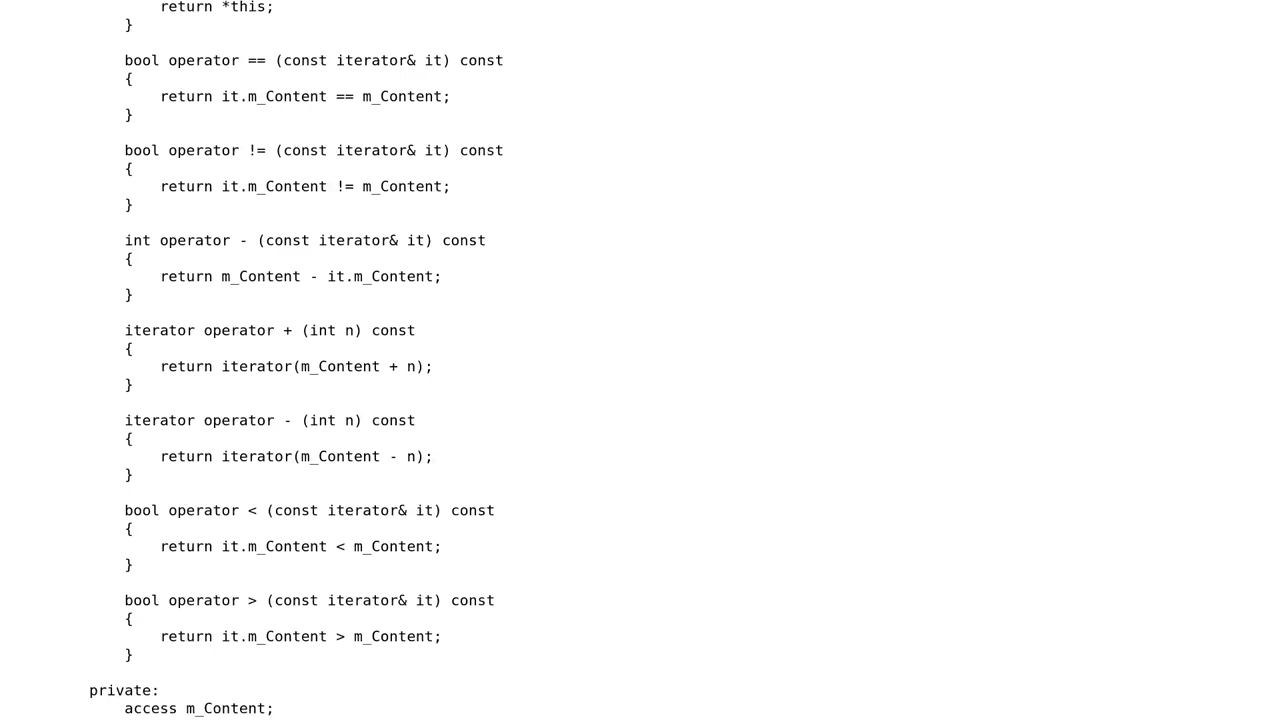 return *this;
}
bool operator == (const iterator& it) const
{
return it.m_Content == m_Content;
}
bool operator != (const iterator& it) const
{
return it.m_Content != m_Content;
}
int operator - (const iterator& it) const
{
return m_Content - it.m_Content;
}
iterator operator + (int n) const
{
return iterator(m_Content + n);
}
iterator operator - (int n) const
{
return iterator(m_Content - n);
}
bool operator < (const iterator& it) const
{
return it.m_Content < m_Content;
}
bool operator > (const iterator& it) const
{
return it.m_Content > m_Content;
}
private:
access m_Content;